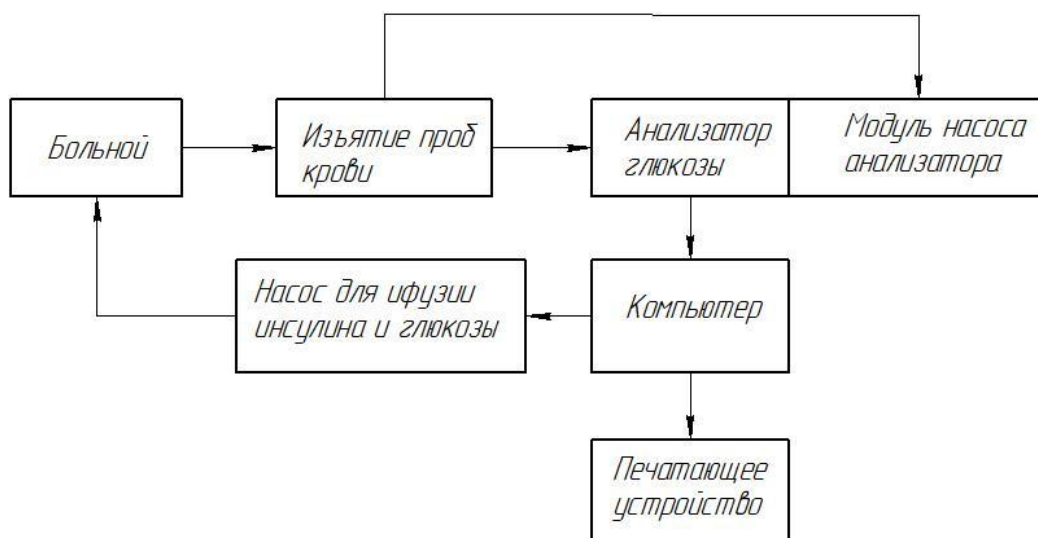 Больной
Изъятие проб
крови
Анализатор
глюкозы
Модуль насоса
анализатора
Насос для ифузии
инсулина и глюкозы
Компьютер
Печатающее
устройство